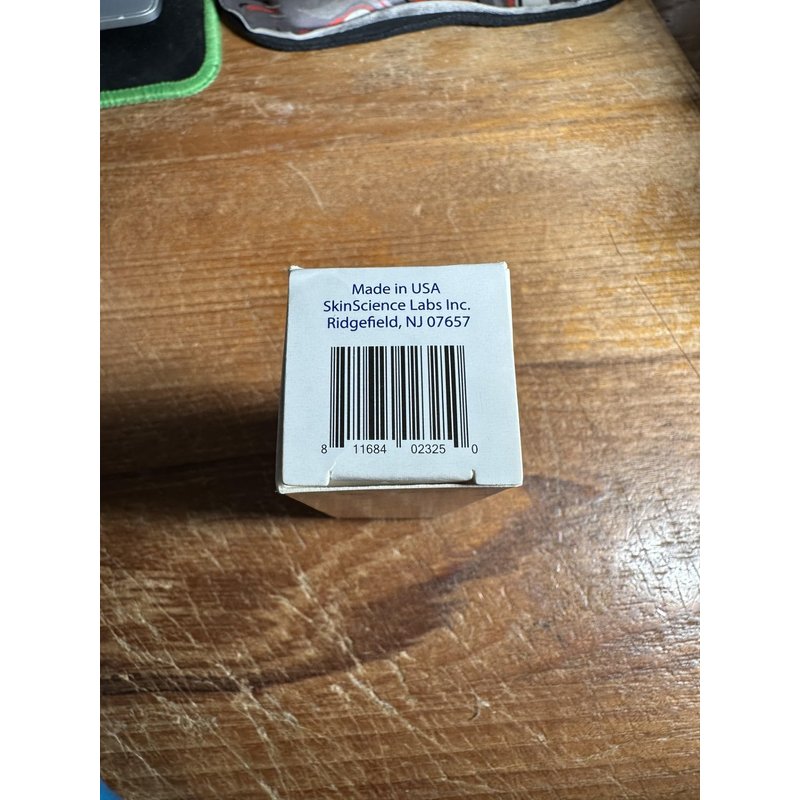 Made in USA
SkinScience Labs Inc.
Ridgefield, NJ 07657
8 11684 02325 0